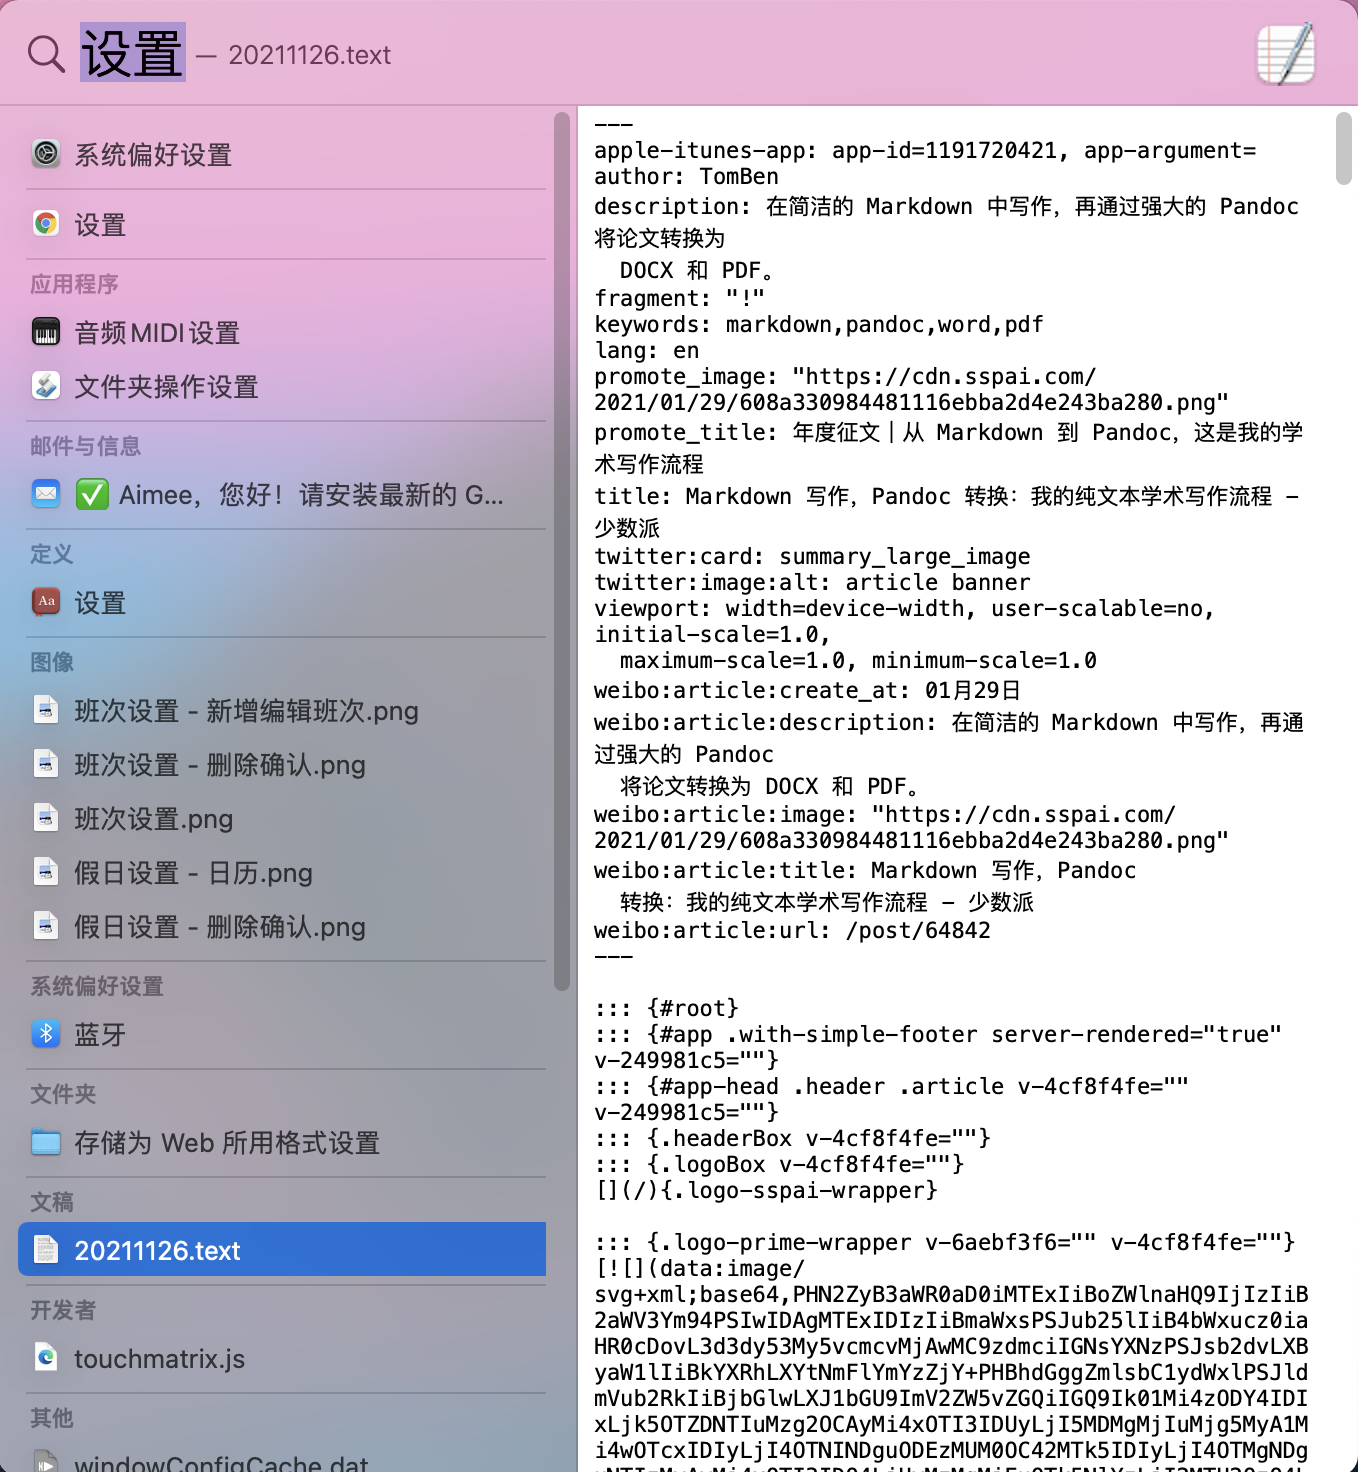 设置 — 20211126.text
系统偏好设置
设置
应用程序
音频MIDI设置
文件夹操作设置
邮件与信息
✅ Aimee，您好！请安装最新的 G...
定义
设置
图像
班次设置 - 新增编辑班次.png
班次设置 - 删除确认.png
班次设置.png
假日设置 - 日历.png
假日设置 - 删除确认.png
系统偏好设置
蓝牙
文件夹
存储为 Web 所用格式设置
文稿
20211126.text
开发者
touchmatrix.js
其他
windowConfigCache.dat
---
apple-itunes-app: app-id=1191720421, app-argument=
author: TomBen
description: 在简洁的 Markdown 中写作，再通过强大的 Pandoc
将论文转换为
  DOCX 和 PDF。
fragment: "!"
keywords: markdown,pandoc,word,pdf
lang: en
promote_image: "https://cdn.sspai.com/
2021/01/29/608a330984481116ebba2d4e243ba280.png"
promote_title: 年度征文｜从 Markdown 到 Pandoc，这是我的学
术写作流程
title: Markdown 写作，Pandoc 转换：我的纯文本学术写作流程 -
少数派
twitter:card: summary_large_image
twitter:image:alt: article banner
viewport: width=device-width, user-scalable=no,
initial-scale=1.0,
  maximum-scale=1.0, minimum-scale=1.0
weibo:article:create_at: 01月29日
weibo:article:description: 在简洁的 Markdown 中写作，再通
过强大的 Pandoc
  将论文转换为 DOCX 和 PDF。
weibo:article:image: "https://cdn.sspai.com/
2021/01/29/608a330984481116ebba2d4e243ba280.png"
weibo:article:title: Markdown 写作，Pandoc
  转换：我的纯文本学术写作流程 - 少数派
weibo:article:url: /post/64842
---
::: {#root}
::: {#app .with-simple-footer server-rendered="true"
v-249981c5=""}
::: {#app-head .header .article v-4cf8f4fe=""
v-249981c5=""}
::: {.headerBox v-4cf8f4fe=""}
::: {.logoBox v-4cf8f4fe=""}
[](/){.logo-sspai-wrapper}
::: {.logo-prime-wrapper v-6aebf3f6="" v-4cf8f4fe=""}
[![](data:image/
svg+xml;base64,PHN2ZyB3aWR0aD0iMTExIiBoZWlnaHQ9IjIzIiB
2aWV3Ym94PSIwIDAgMTExIDIzIiBmaWxsPSJub25lIiB4bWxucz0ia
HR0cDovL3d3dy53My5vcmcvMjAwMC9zdmciIGNsYXNzPSJsb2dvLXB
yaW1lIiBkYXRhLXYtNmFlYmYzZjY+PHBhdGggZmlsbC1ydWxlPSJld
mVub2RkIiBjbGlwLXJ1bGU9ImV2ZW5vZGQiIGQ9Ik01Mi4zODY4IDI
xLjk5OTZDNTIuMzg2OCAyMi4xOTI3IDUyLjI5MDMgMjIuMjg5MyA1M
i4wOTcxIDIyLjI4OTNINDguODEzMUM0OC42MTk5IDIyLjI4OTMgNDg